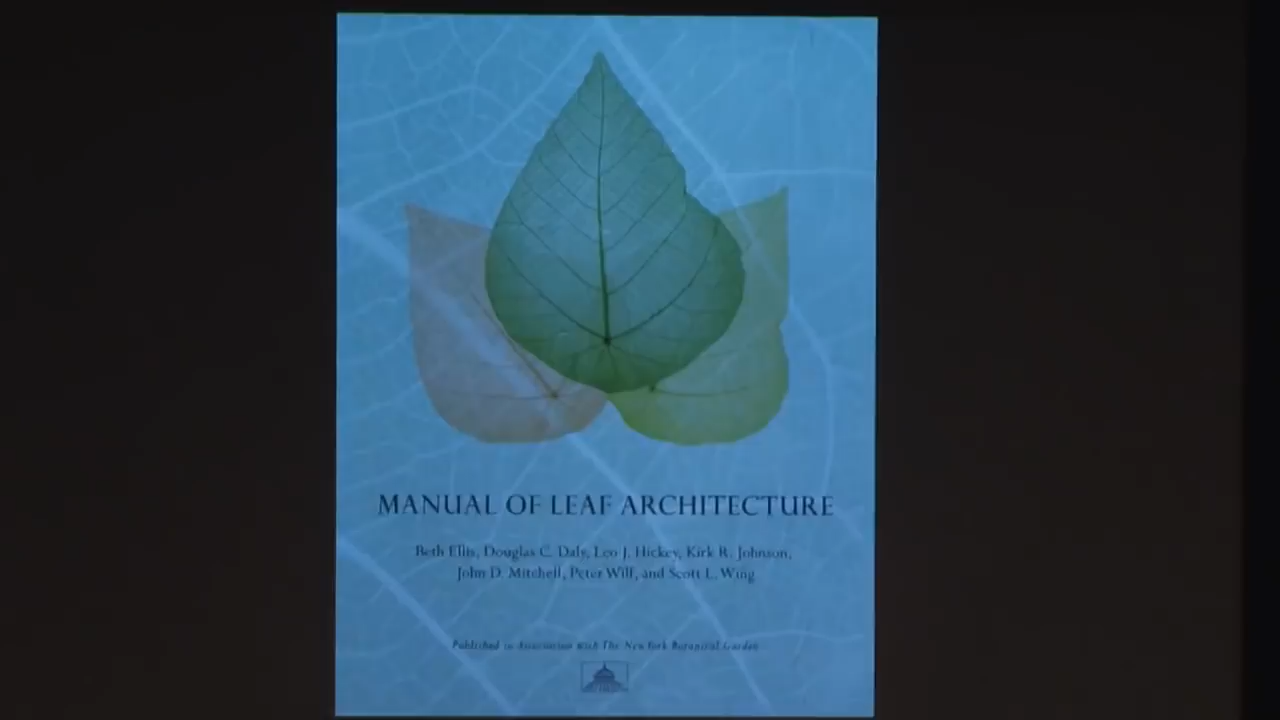 MANUAL OF LEAF ARCHITECTURE
Beth Ellis, Douglas C. Daly, Leo J. Hickey, Kirk R. Johnson,
John D. Mitchell, Peter Wilf, and Scott L. Wing
Published in Association with The New York Botanical Garden